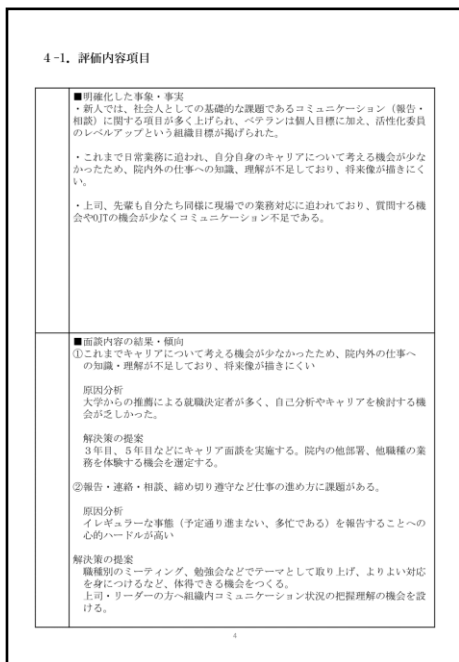 4-1. 評価内容項目
■明確化した事象・事実
・新人では、社会人としての基礎的な課題であるコミュニケーション（報告・
相談）に関する項目が多く上げられ、ベテランは個人目標に加え、活性化委員
のレベルアップという組織目標が掲げられた。
・これまで日常業務に追われ、自分自身のキャリアについて考える機会が少な
かったため、院内外の仕事への知識、理解が不足しており、将来像が描きにく
い。
・上司、先輩も自分たち同様に現場での業務対応に追われており、質問する機
会やOJTの機会が少なくコミュニケーション不足である。
■面談内容の結果・傾向
①これまでキャリアについて考える機会が少なかったため、院内外の仕事へ
の知識・理解が不足しており、将来像が描きにくい
原因分析
大学からの推薦による就職決定者が多く、自己分析やキャリアを検討する機
会が乏しかった。
解決策の提案
３年目、５年目などにキャリア面談を実施する。院内の他部署、他職種の業
務を体験する機会を選定する。
②報告・連絡・相談、締め切り遵守など仕事の進め方に課題がある。
原因分析
イレギュラーな事態（予定通り進まない、多忙である）を報告することへの
心的ハードルが高い
解決策の提案
職種別のミーティング、勉強会などでテーマとして取り上げ、よりよい対応
を身につけるなど、体得できる機会をつくる。
上司・リーダーの方へ組織内コミュニケーション状況の把握理解の機会を設
ける。
4